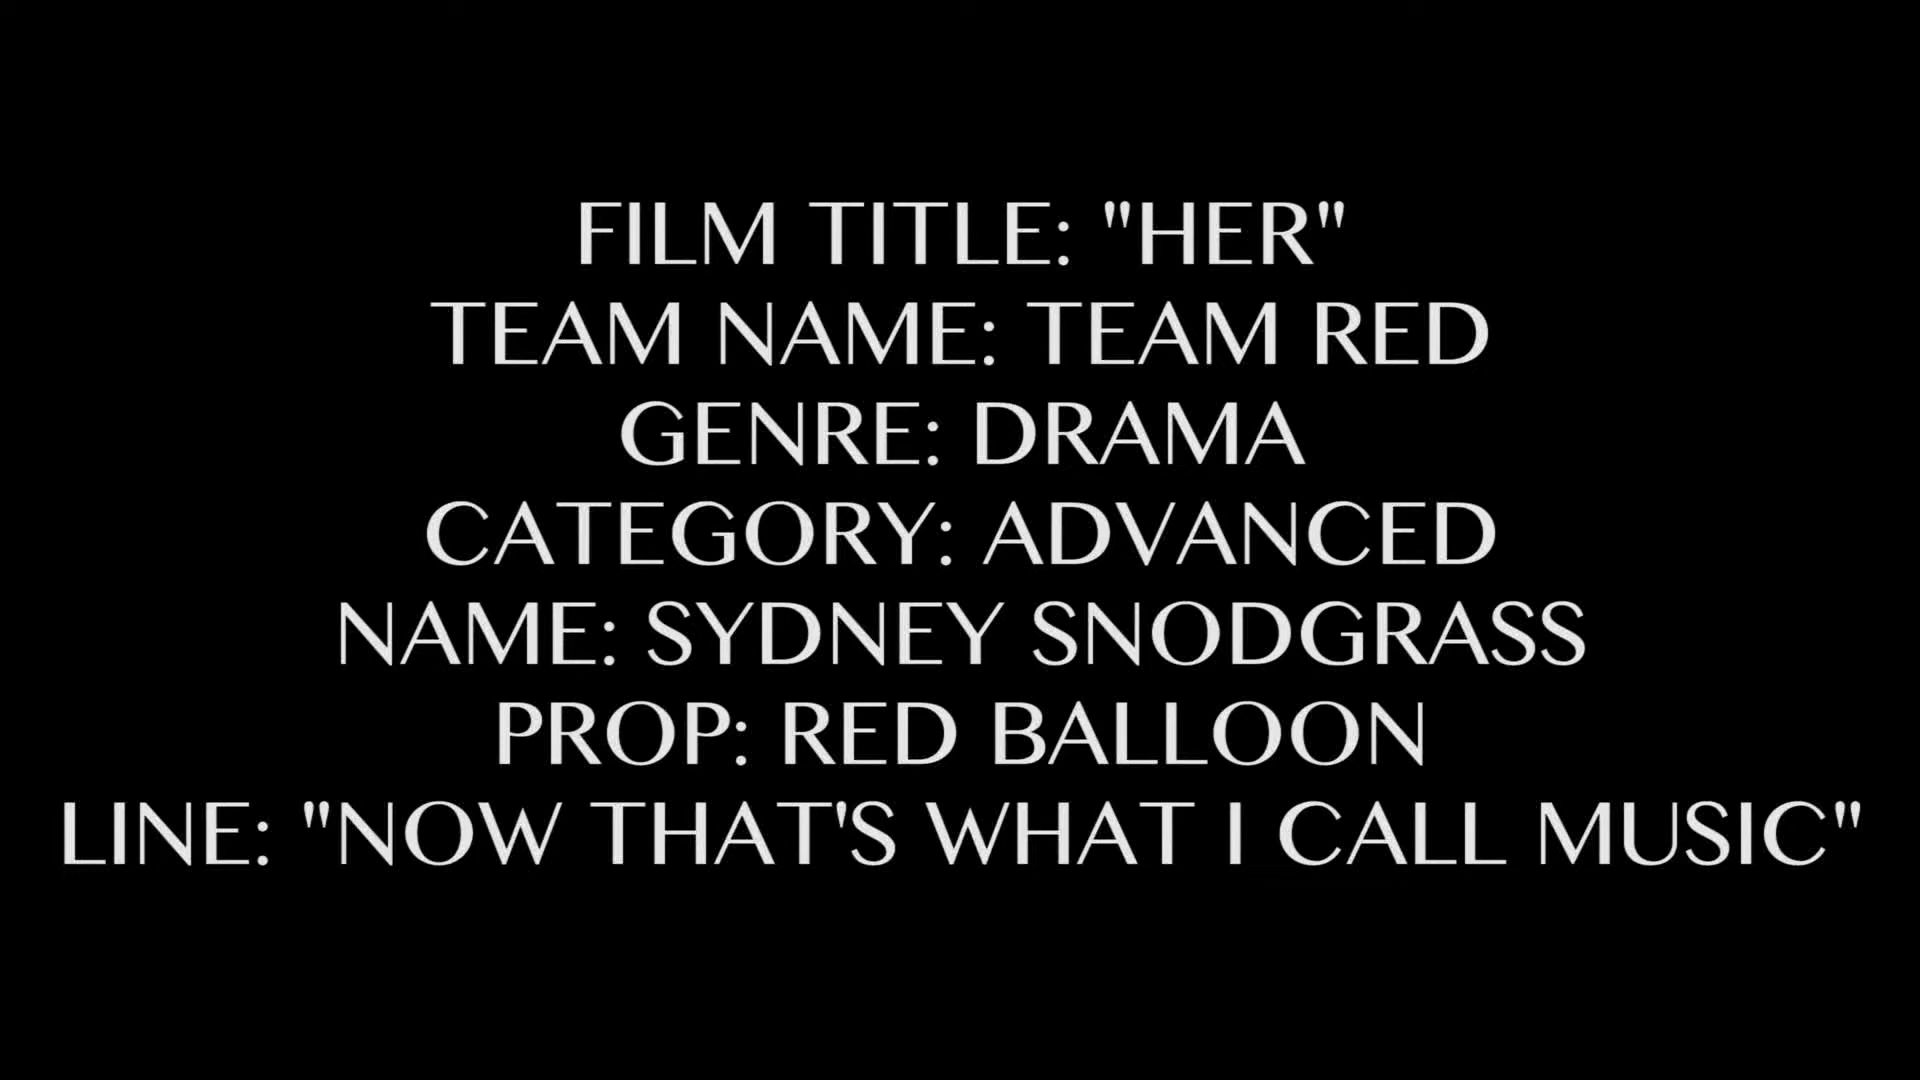 FILM TITLE: "HER"
TEAM NAME: TEAM RED
GENRE: DRAMA
CATEGORY: ADVANCED
NAME: SYDNEY SNODGRASS
PROP: RED BALLOON
LINE: "NOW THAT'S WHAT I CALL MUSIC"